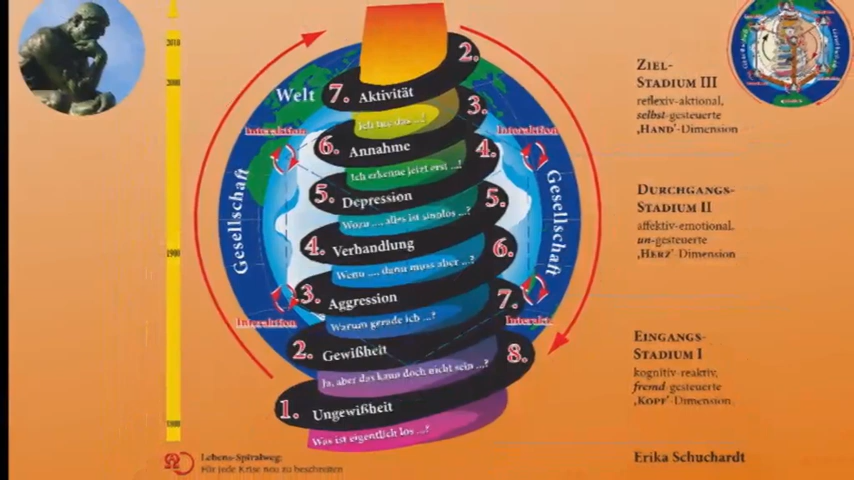 2010
2000
1900
Welt
7. Aktivität
2.
Ich tue das ...!
3.
Interaktion
Interaktion
6. Annahme
4.
Ich erkenne jetzt erst ...!
5. Depression
5.
Wozu ..., alles ist sinnlos ...?
Gesellschaft
Gesellschaft
4. Verhandlung
6.
Wenn ...., dann muss aber ...?
3. Aggression
7.
Warum gerade ich ...?
Interaktion
2. Gewißheit
8.
Ja, aber das kann doch nicht sein ...?
1. Ungewißheit
Was ist eigentlich los ...?
Lebens-Spiralweg:
Für jede Krise neu zu beschreiten
ZIEL-
STADIUM III
reflexiv-aktional,
selbst-gesteuerte
‚HAND'-Dimension
DURCHGANGS-
STADIUM II
affektiv-emotional,
un-gesteuerte
‚HERZ'-Dimension
EINGANGS-
STADIUM I
kognitiv-reaktiv,
fremd-gesteuerte
‚KOPF'-Dimension
Erika Schuchardt